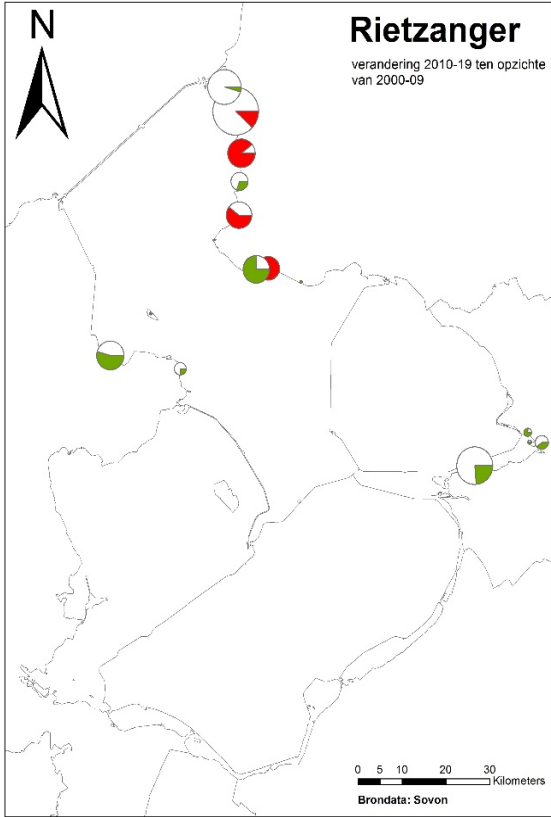 N
Rietzanger
verandering 2010-19 ten opzichte
van 2000-09
0 5 10 20 30
Kilometers
Brondata: Sovon